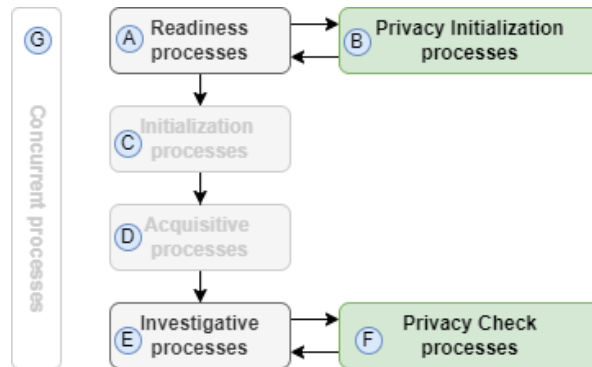 G
Concurrent processes
A
Readiness
processes
B
Privacy Initialization
processes
C
Initialization
processes
D
Acquisitive
processes
E
Investigative
processes
F
Privacy Check
processes